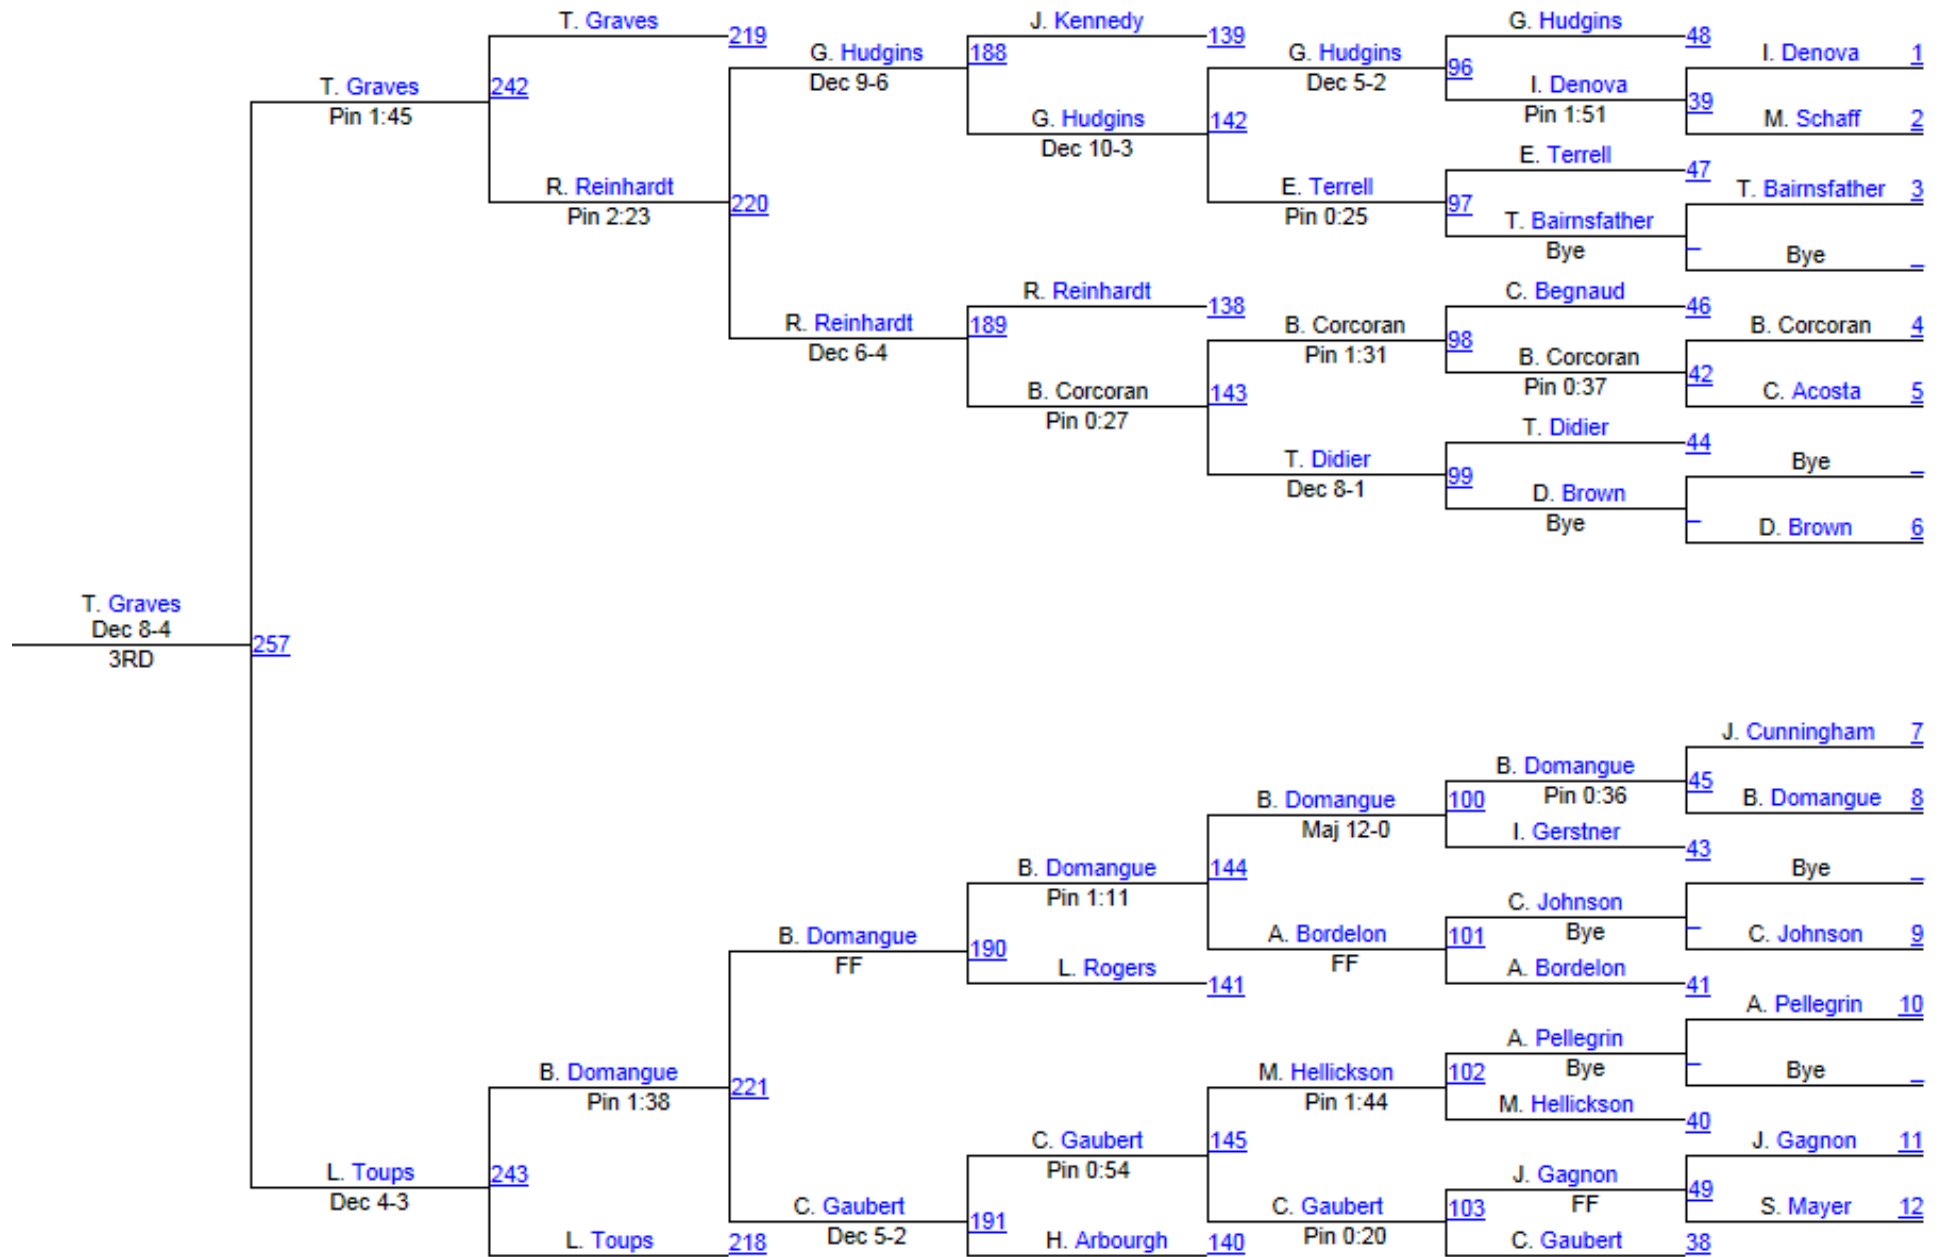 T. Graves
219
J. Kennedy
139
G. Hudgins
48
G. Hudgins
Dec 9-6
188
G. Hudgins
Dec 5-2
96
I. Denova 1
T. Graves
Pin 1:45
242
I. Denova
Pin 1:51
39
G. Hudgins
Dec 10-3
142
M. Schaff 2
E. Terrell
47
R. Reinhardt
Pin 2:23
220
E. Terrell
Pin 0:25
97
T. Bairnsfather 3
T. Bairnsfather
Bye
Bye
R. Reinhardt
138
C. Begnaud
46
R. Reinhardt
Dec 6-4
189
B. Corcoran
Pin 1:31
98
B. Corcoran 4
B. Corcoran
Pin 0:37
42
B. Corcoran
Pin 0:27
143
C. Acosta 5
T. Didier
44
T. Didier
Dec 8-1
99
Bye
D. Brown
Bye
D. Brown 6
T. Graves
Dec 8-4
3RD
257
J. Cunningham 7
B. Domangue
Pin 0:36
45
B. Domangue
Maj 12-0
100
B. Domangue 8
I. Gerstner
43
B. Domangue
Pin 1:11
144
Bye
C. Johnson
Bye
B. Domangue
FF
190
A. Bordelon
FF
101
C. Johnson 9
L. Rogers
141
A. Bordelon
41
A. Pellegrin 10
A. Pellegrin
Bye
B. Domangue
Pin 1:38
221
M. Hellickson
Pin 1:44
102
Bye
M. Hellickson
40
C. Gaubert
Pin 0:54
145
J. Gagnon 11
L. Toups
Dec 4-3
243
J. Gagnon
FF
49
C. Gaubert
Dec 5-2
191
C. Gaubert
Pin 0:20
103
S. Mayer 12
L. Toups
218
H. Arbourgh
140
C. Gaubert
38